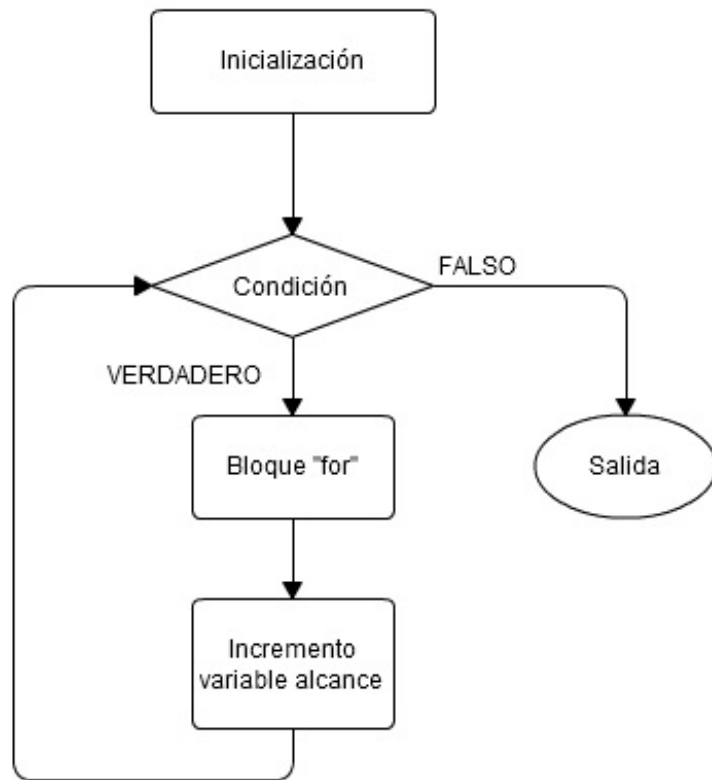 Inicialización
Condición
FALSO
VERDADERO
Bloque "for"
Salida
Incremento
variable alcance